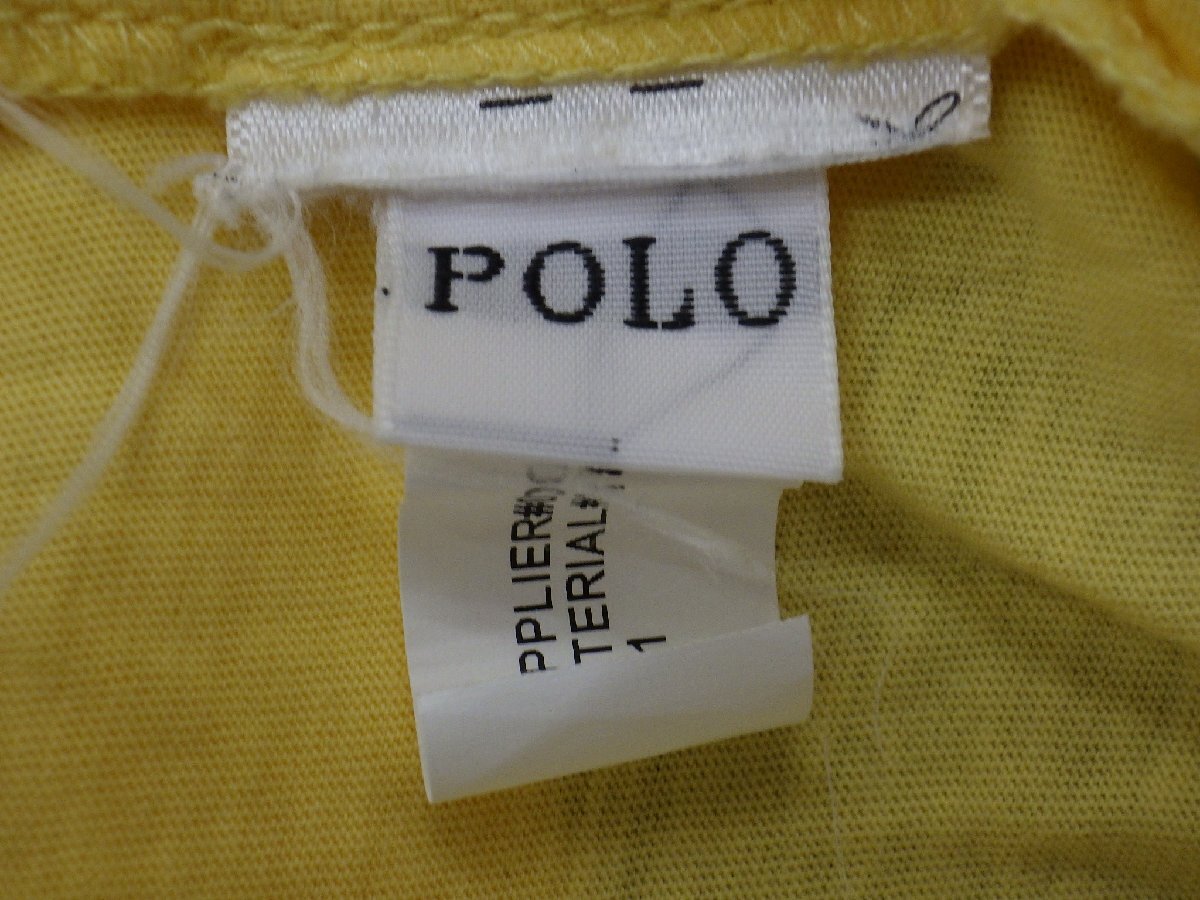 POLO
PPLIER#
TERIAL#
1